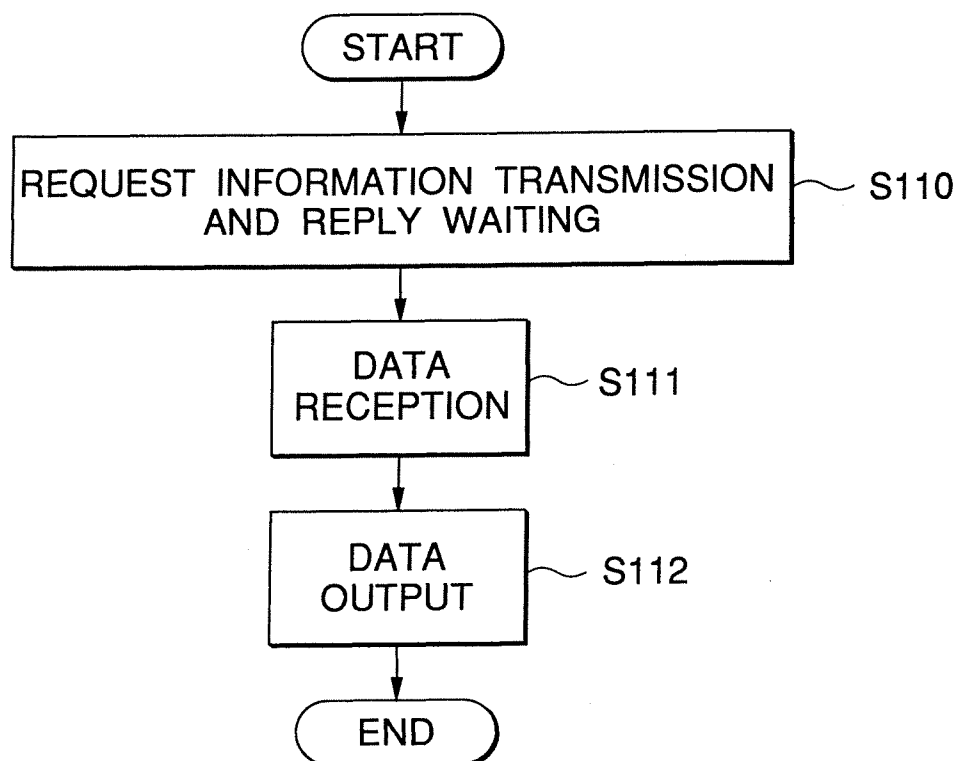 START
REQUEST INFORMATION TRANSMISSION
AND REPLY WAITING
S110
DATA
RECEPTION
S111
DATA
OUTPUT
S112
END